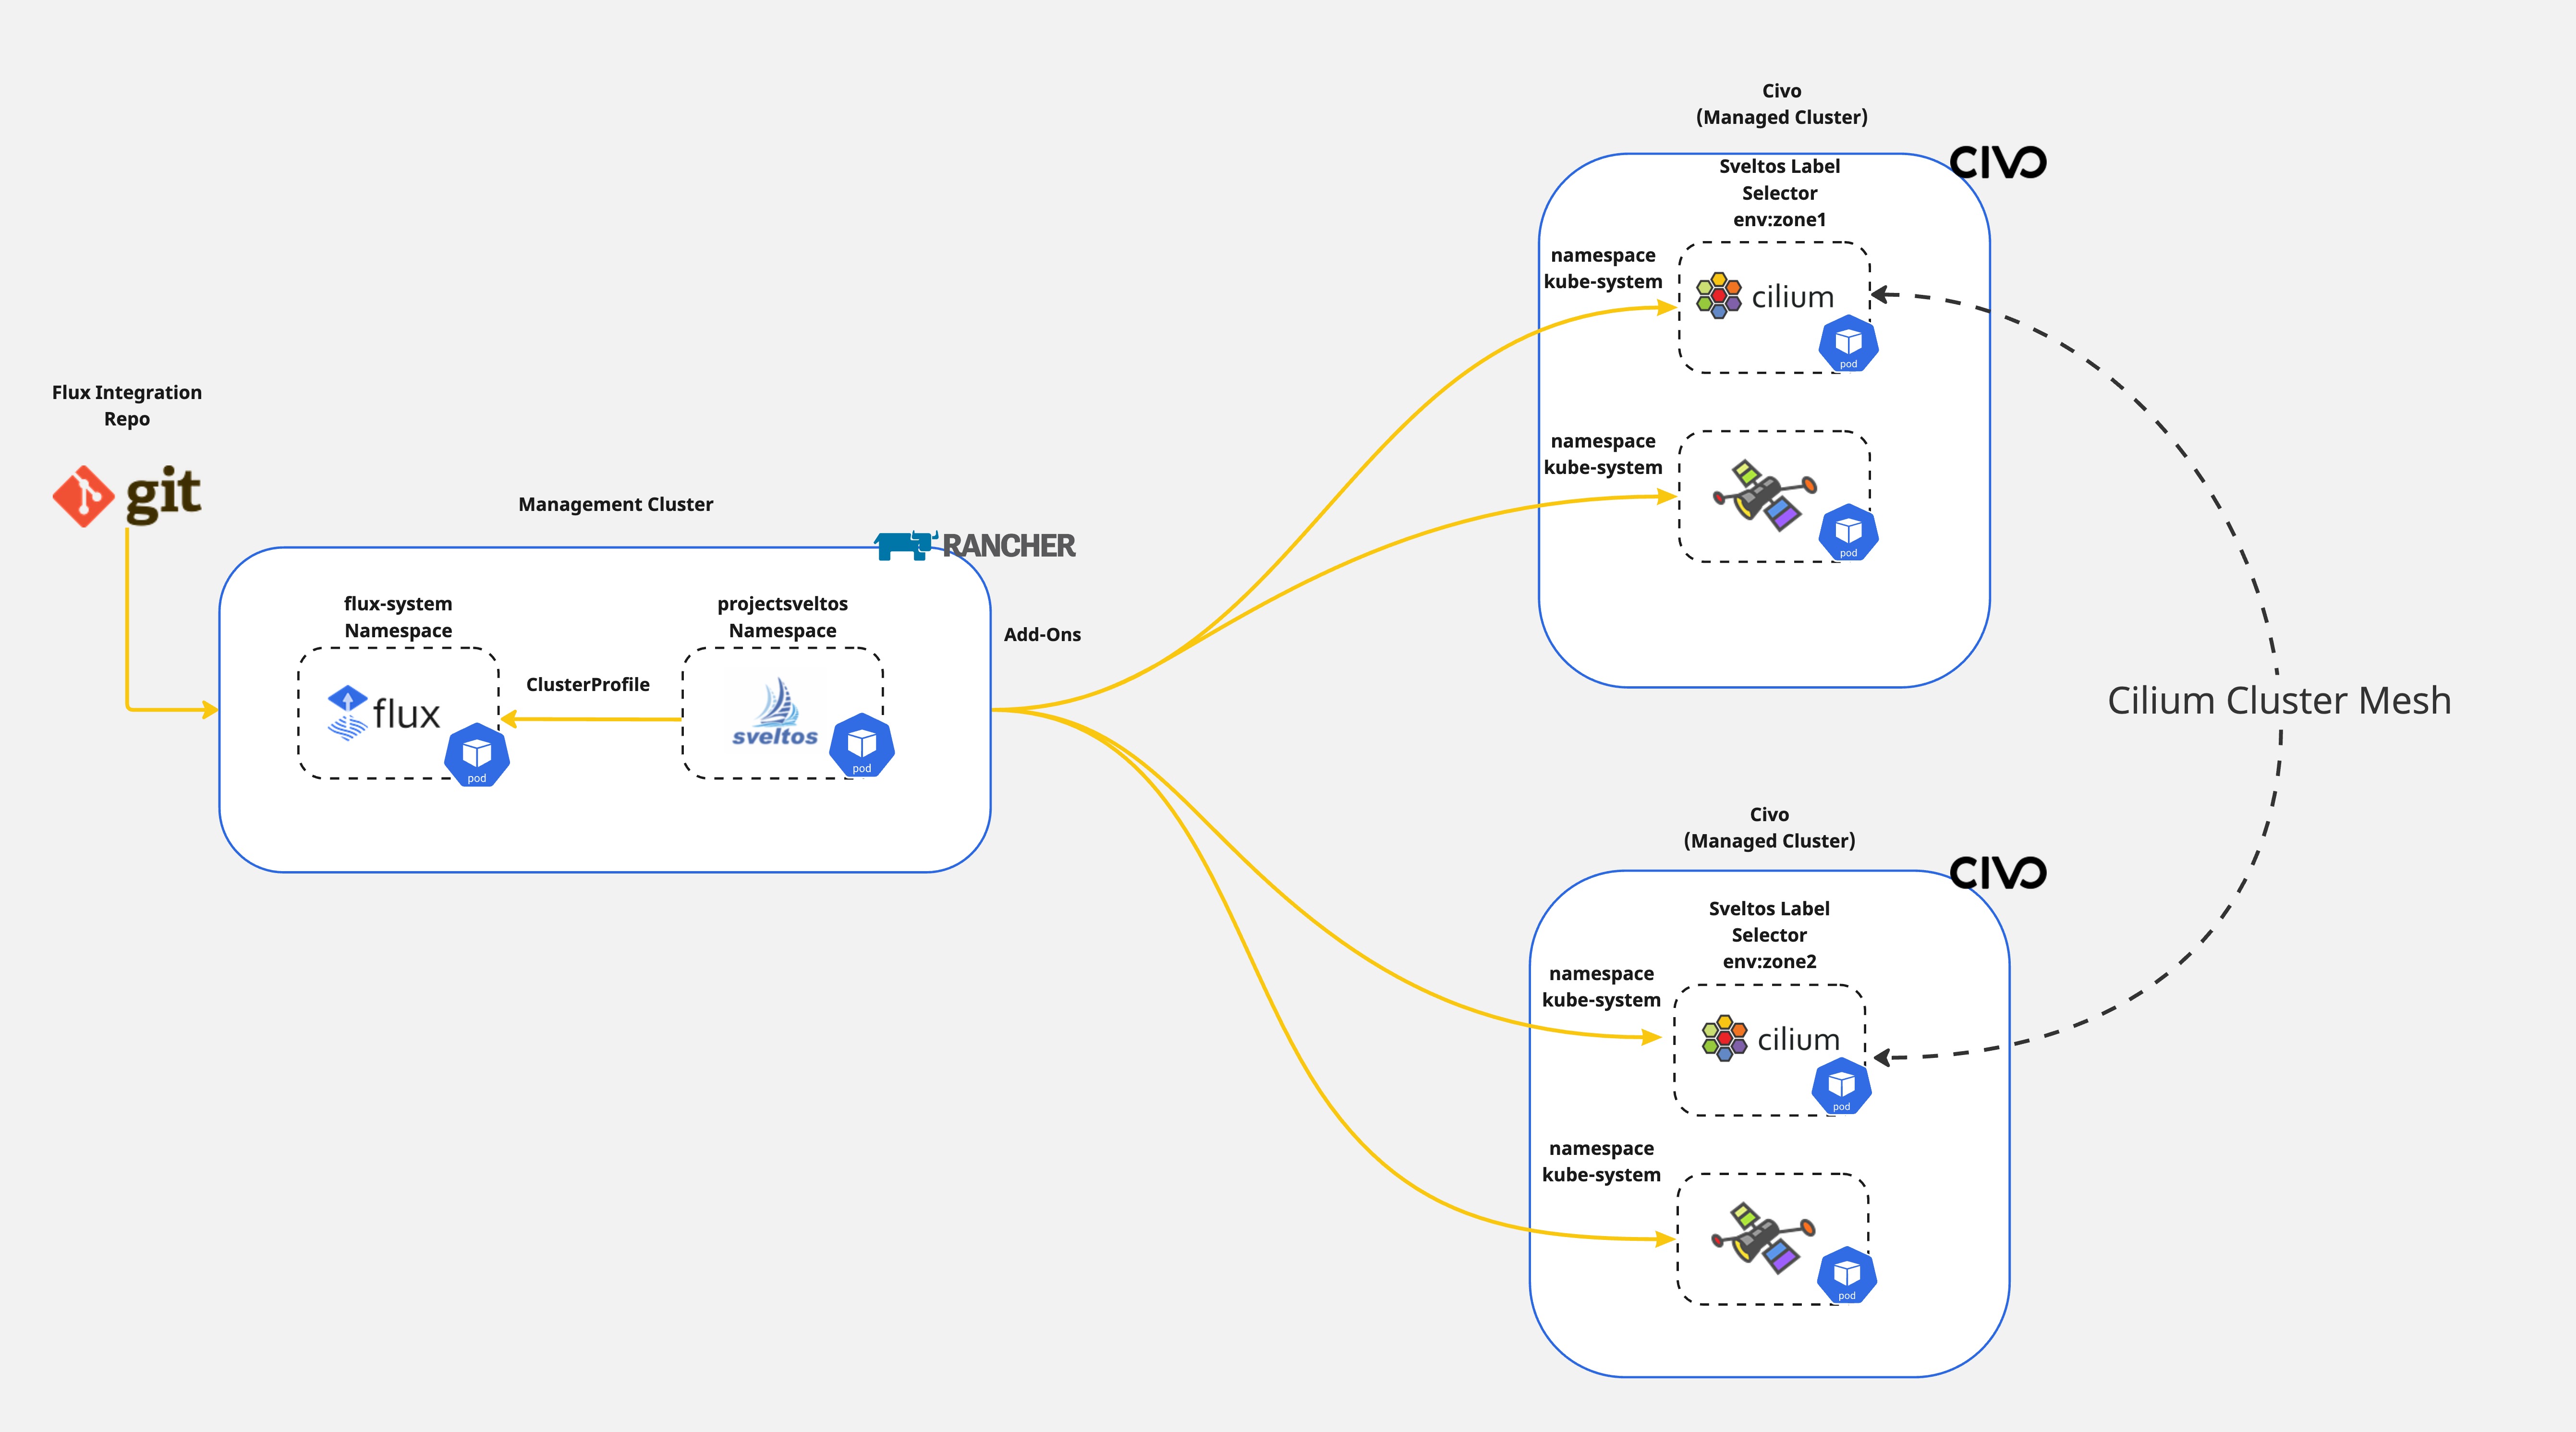 Flux Integration
Repo
git
Management Cluster
RANCHER
flux-system
Namespace
flux
pod
ClusterProfile
projectsveltos
Namespace
sveltos
pod
Add-Ons
Civo
(Managed Cluster)
CIVO
Sveltos Label
Selector
env:zone1
namespace
kube-system
cilium
pod
namespace
kube-system
pod
Cilium Cluster Mesh
Civo
(Managed Cluster)
CIVO
Sveltos Label
Selector
env:zone2
namespace
kube-system
cilium
pod
namespace
kube-system
pod